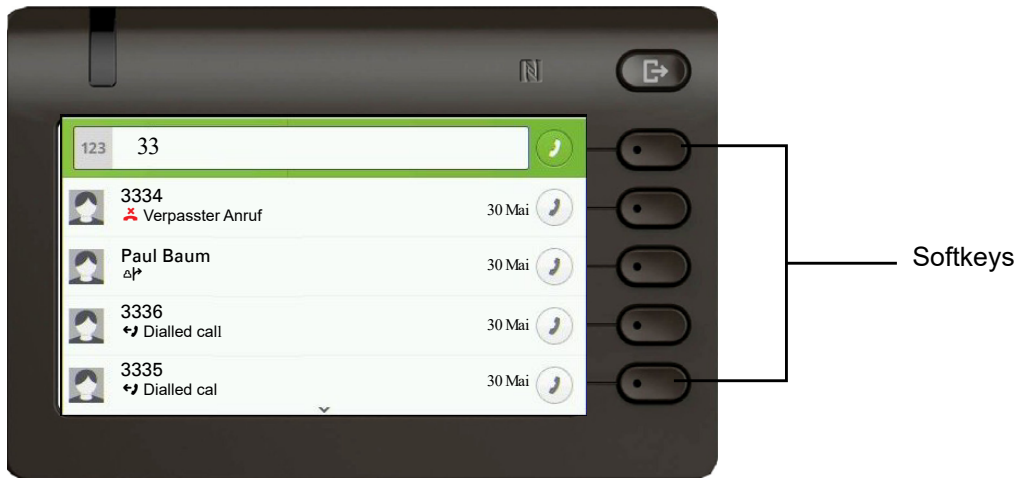 123 33
3334
Verpasster Anruf 30 Mai
Paul Baum
30 Mai
3336
Dialled call 30 Mai
3335
Dialled cal 30 Mai
Softkeys